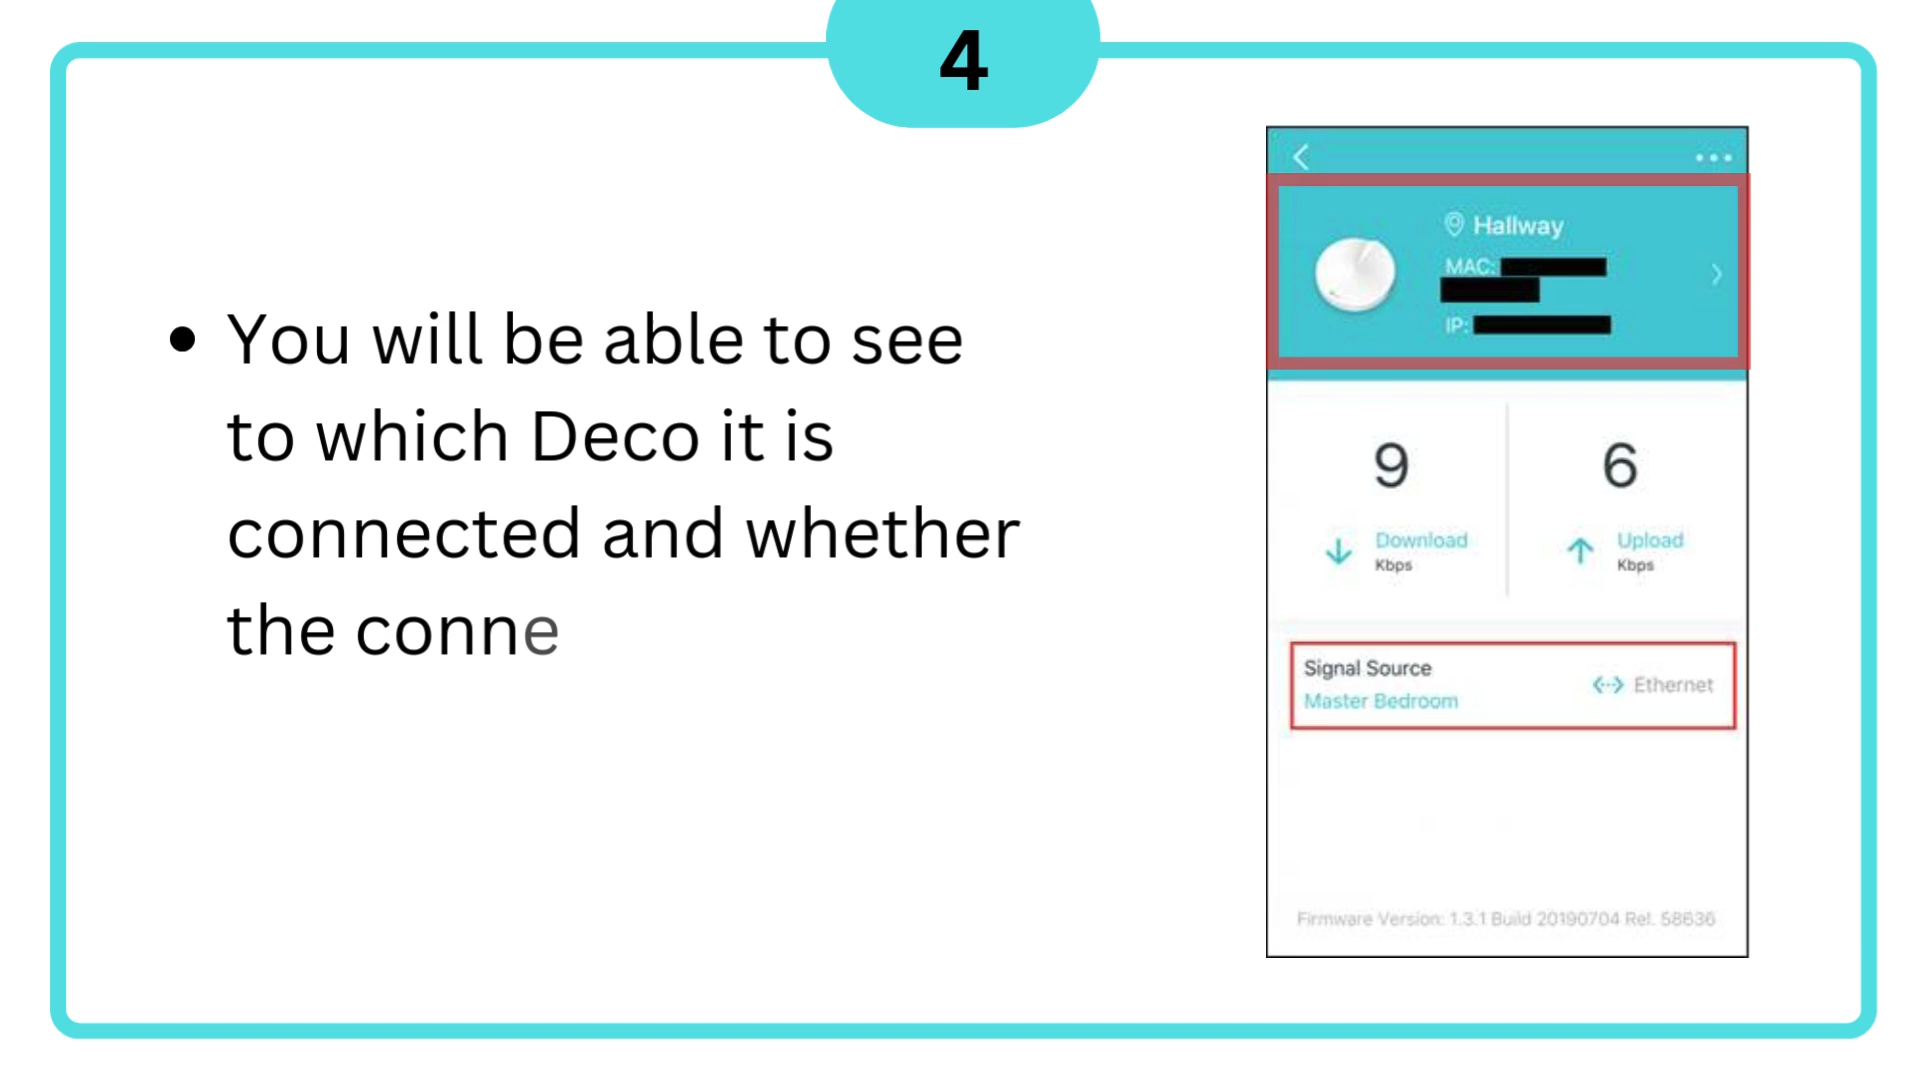 4
• You will be able to see
to which Deco it is
connected and whether
the conne
Hallway
MAC:
IP:
9
6
Download
Kbps
Upload
Kbps
Signal Source
Master Bedroom
Ethernet
Firmware Version: 1.3.1 Build 20190704 Rel. 58636